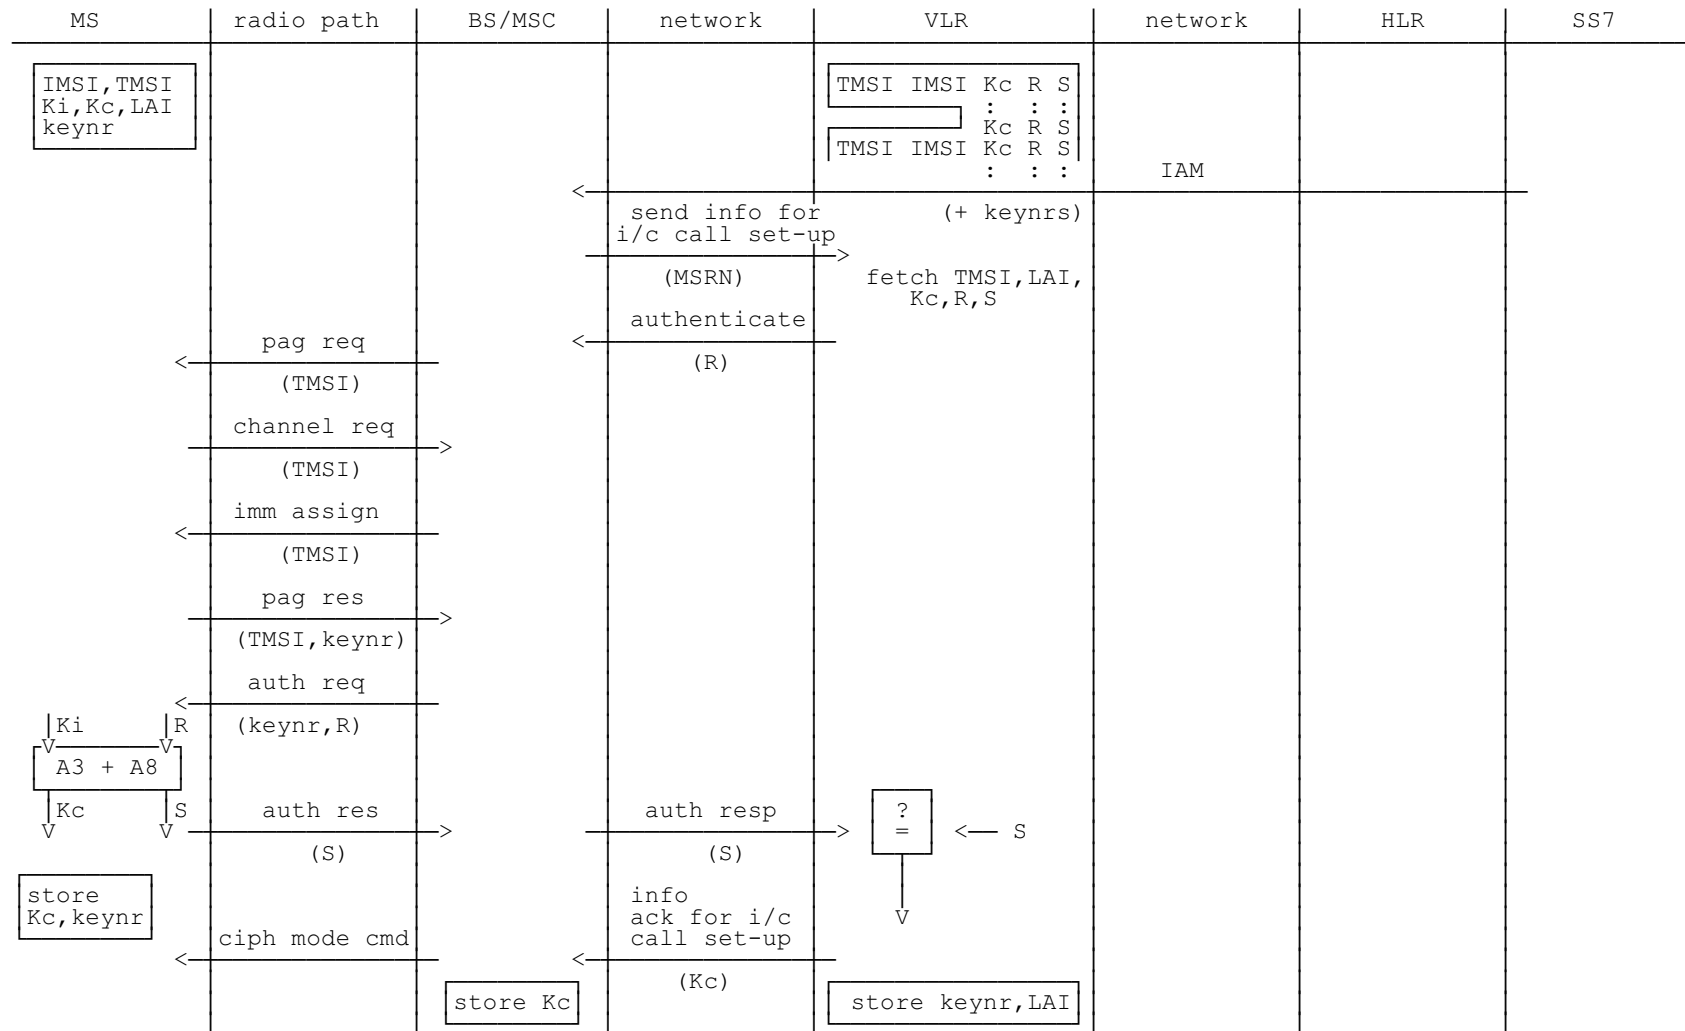 MS radio path BS/MSC network VLR network HLR SS7
IMSI,TMSI TMSI IMSI Kc R S
Ki,Kc,LAI : : :
keynr Kc R S
TMSI IMSI Kc R S
: : : IAM
send info for (+ keynrs)
i/c call set-up
(MSRN) fetch TMSI,LAI,
Kc,R,S
authenticate
pag req
(R)
(TMSI)
channel req
(TMSI)
imm assign
(TMSI)
pag res
(TMSI,keynr)
auth req
Ki R (keynr,R)
A3 + A8
Kc S auth res auth resp ?
= S
(S) (S)
store info
Kc,keynr ack for i/c
ciph mode cmd call set-up
(Kc)
store Kc store keynr,LAI